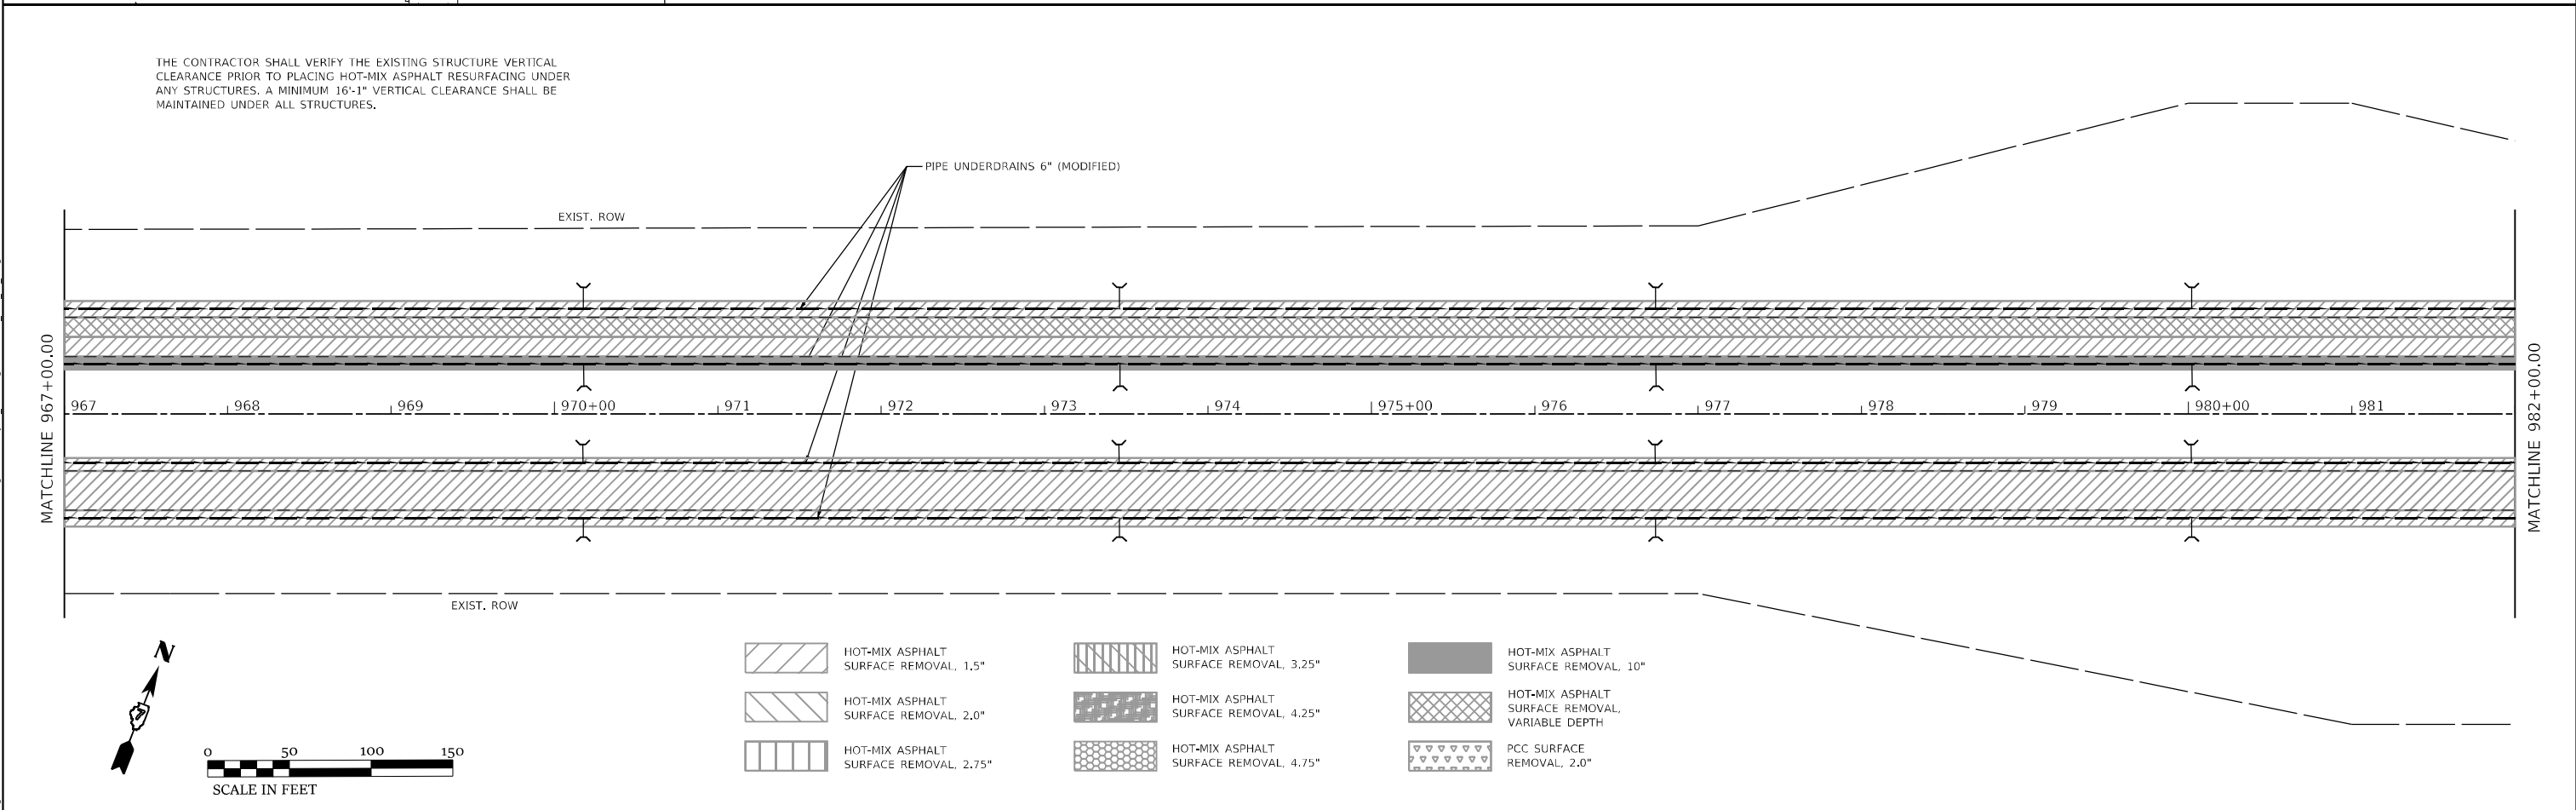 THE CONTRACTOR SHALL VERIFY THE EXISTING STRUCTURE VERTICAL
CLEARANCE PRIOR TO PLACING HOT-MIX ASPHALT RESURFACING UNDER
ANY STRUCTURES. A MINIMUM 16'-1" VERTICAL CLEARANCE SHALL BE
MAINTAINED UNDER ALL STRUCTURES.
PIPE UNDERDRAINS 6" (MODIFIED)
EXIST. ROW
MATCHLINE 967+00.00
967 968 969 970+00 971 972 973 974 975+00 976 977 978 979 980+00 981
MATCHLINE 982+00.00
EXIST. ROW
N
0 50 100 150
SCALE IN FEET
HOT-MIX ASPHALT
SURFACE REMOVAL, 1.5"
HOT-MIX ASPHALT
SURFACE REMOVAL, 2.0"
HOT-MIX ASPHALT
SURFACE REMOVAL, 2.75"
HOT-MIX ASPHALT
SURFACE REMOVAL, 3.25"
HOT-MIX ASPHALT
SURFACE REMOVAL, 4.25"
HOT-MIX ASPHALT
SURFACE REMOVAL, 4.75"
HOT-MIX ASPHALT
SURFACE REMOVAL, 10"
HOT-MIX ASPHALT
SURFACE REMOVAL,
VARIABLE DEPTH
PCC SURFACE
REMOVAL, 2.0"